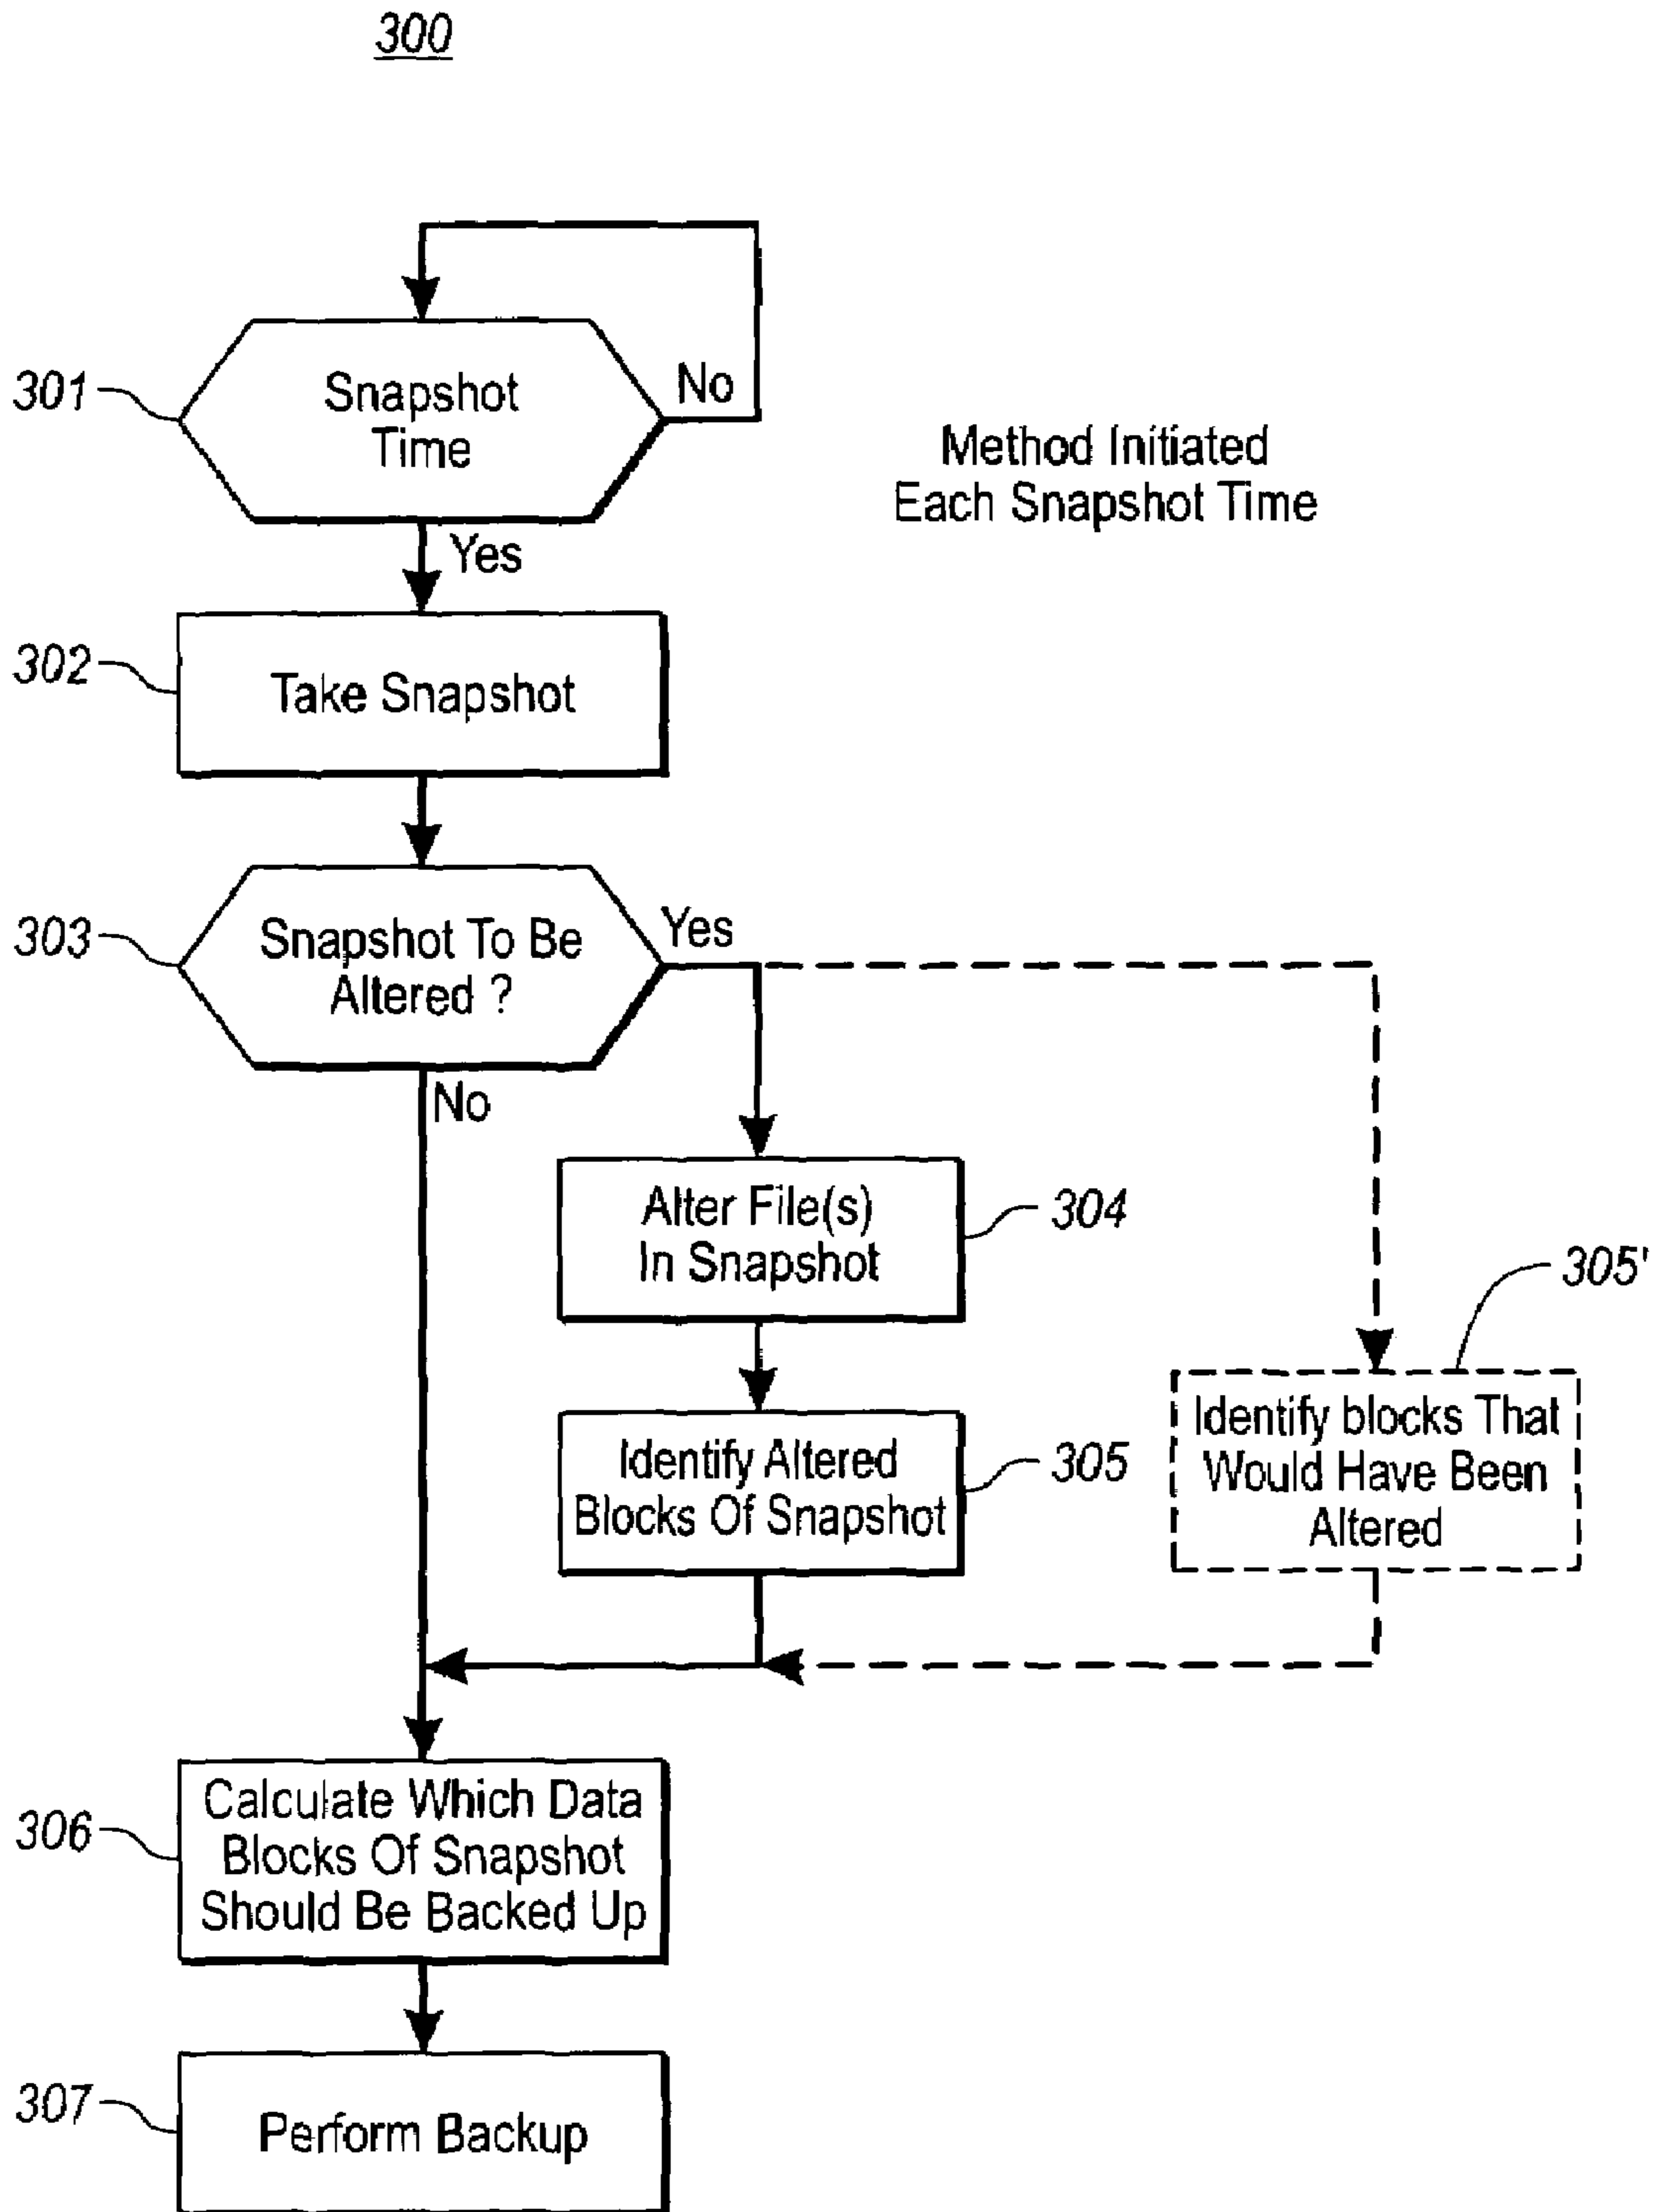 300
301
Snapshot
Time
No
Method Initiated
Each Snapshot Time
Yes
302
Take Snapshot
303
Snapshot To Be
Altered ?
Yes
No
Alter File(s)
In Snapshot
304
305'
Identify Altered
Blocks Of Snapshot
305
Identify blocks That
Would Have Been
Altered
306
Calculate Which Data
Blocks Of Snapshot
Should Be Backed Up
307
Perform Backup